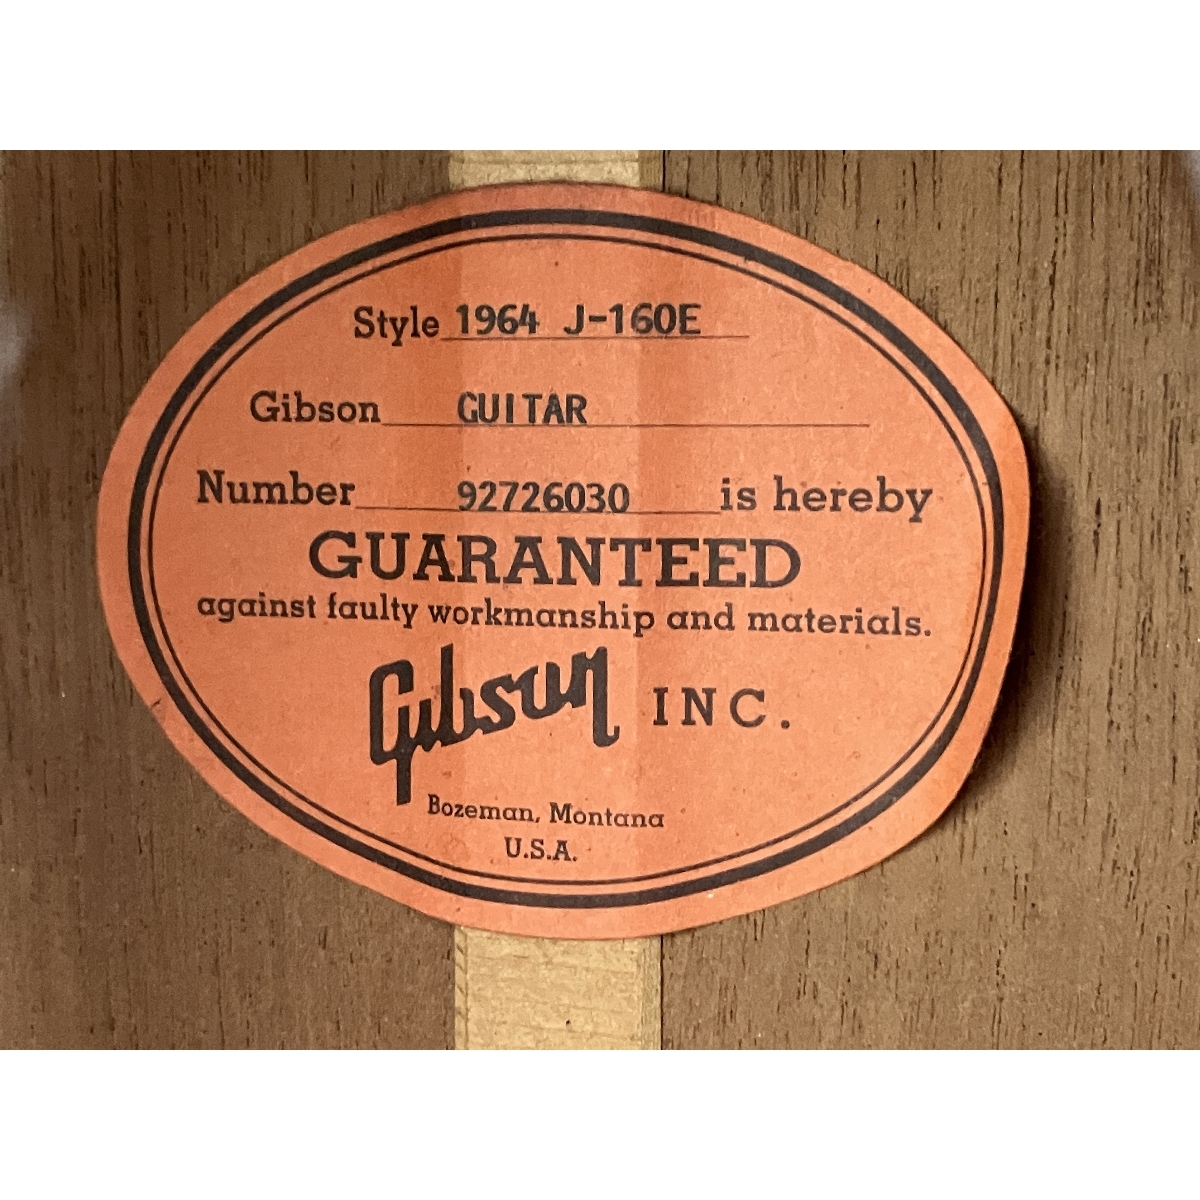 Style 1964 J-160E
Gibson GUITAR
Number 92726030 is hereby
GUARANTEED
against faulty workmanship and materials.
Gibson INC.
Bozeman, Montana
U.S.A.